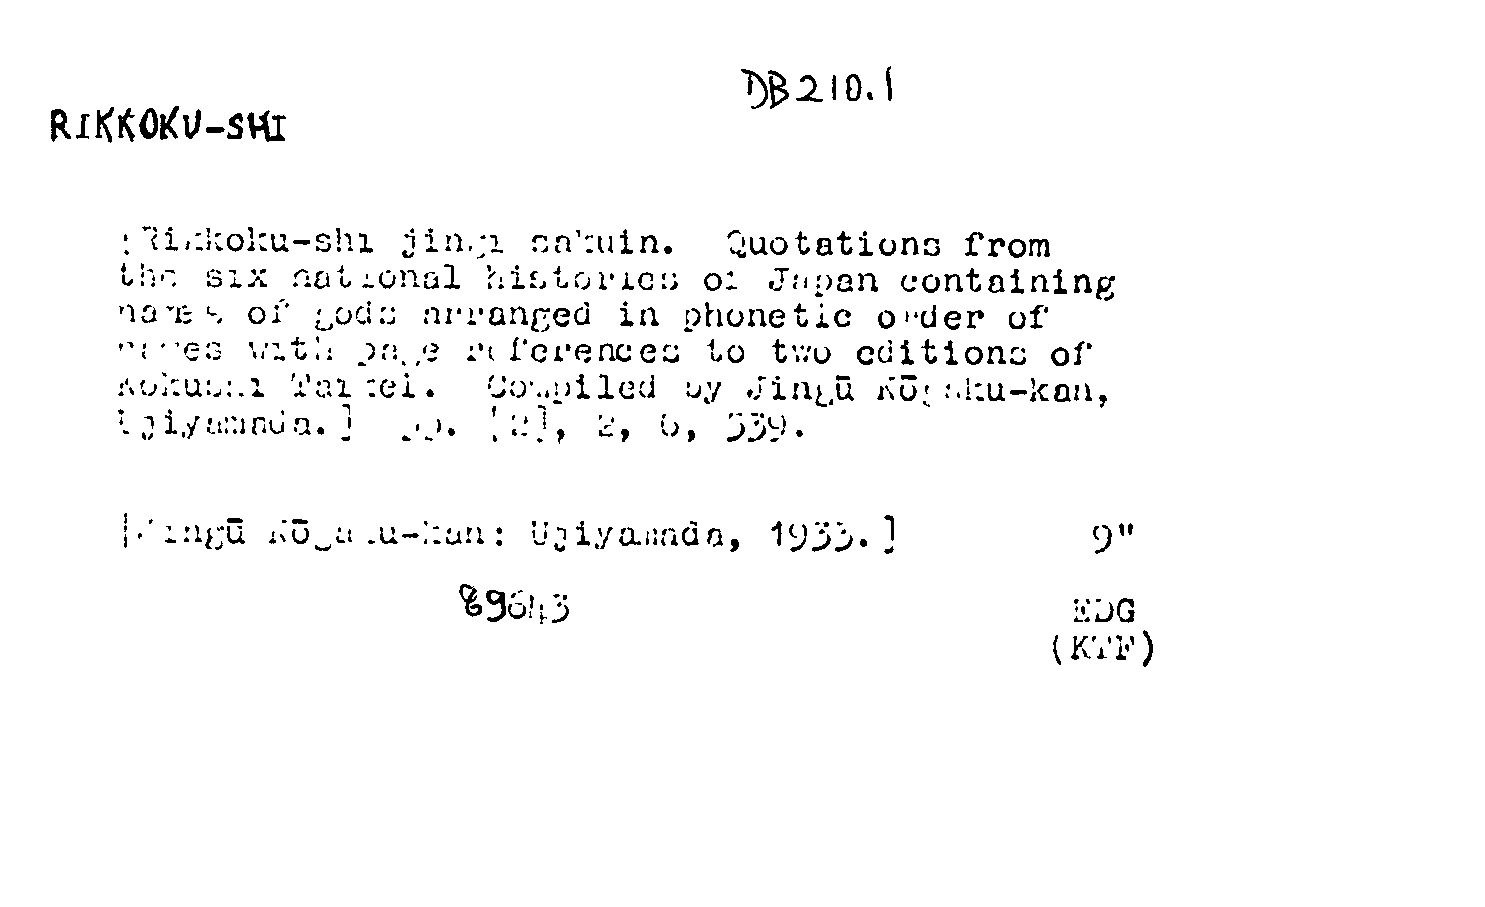 DB210.1
RIKKOKU-SHI
[Rikkoku-shi jingi sakuin. Quotations from
the six national histories of Japan containing
names of gods arranged in phonetic order of
names with page references to two editions of
Kokushi Taikei. Compiled by Jingū Kōgaku-kan,
Ujiyamada.] pp. [2], 2, 6, 339.
[Jingū Kōgaku-kan: Ujiyamada, 1933.] 9"
89643 EDG
(KTF)